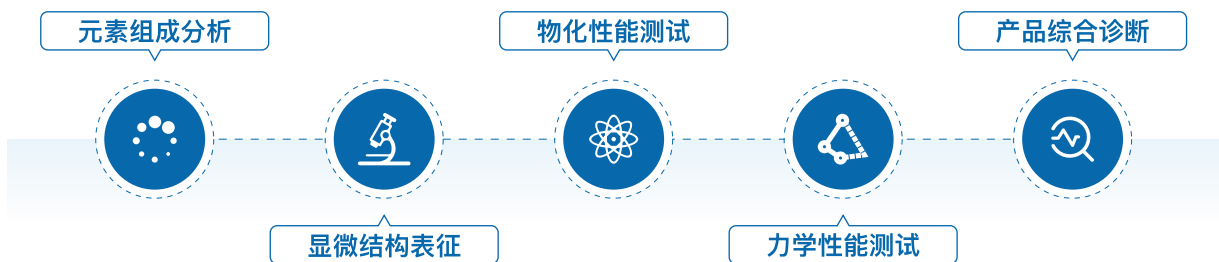 元素组成分析
显微结构表征
物化性能测试
力学性能测试
产品综合诊断